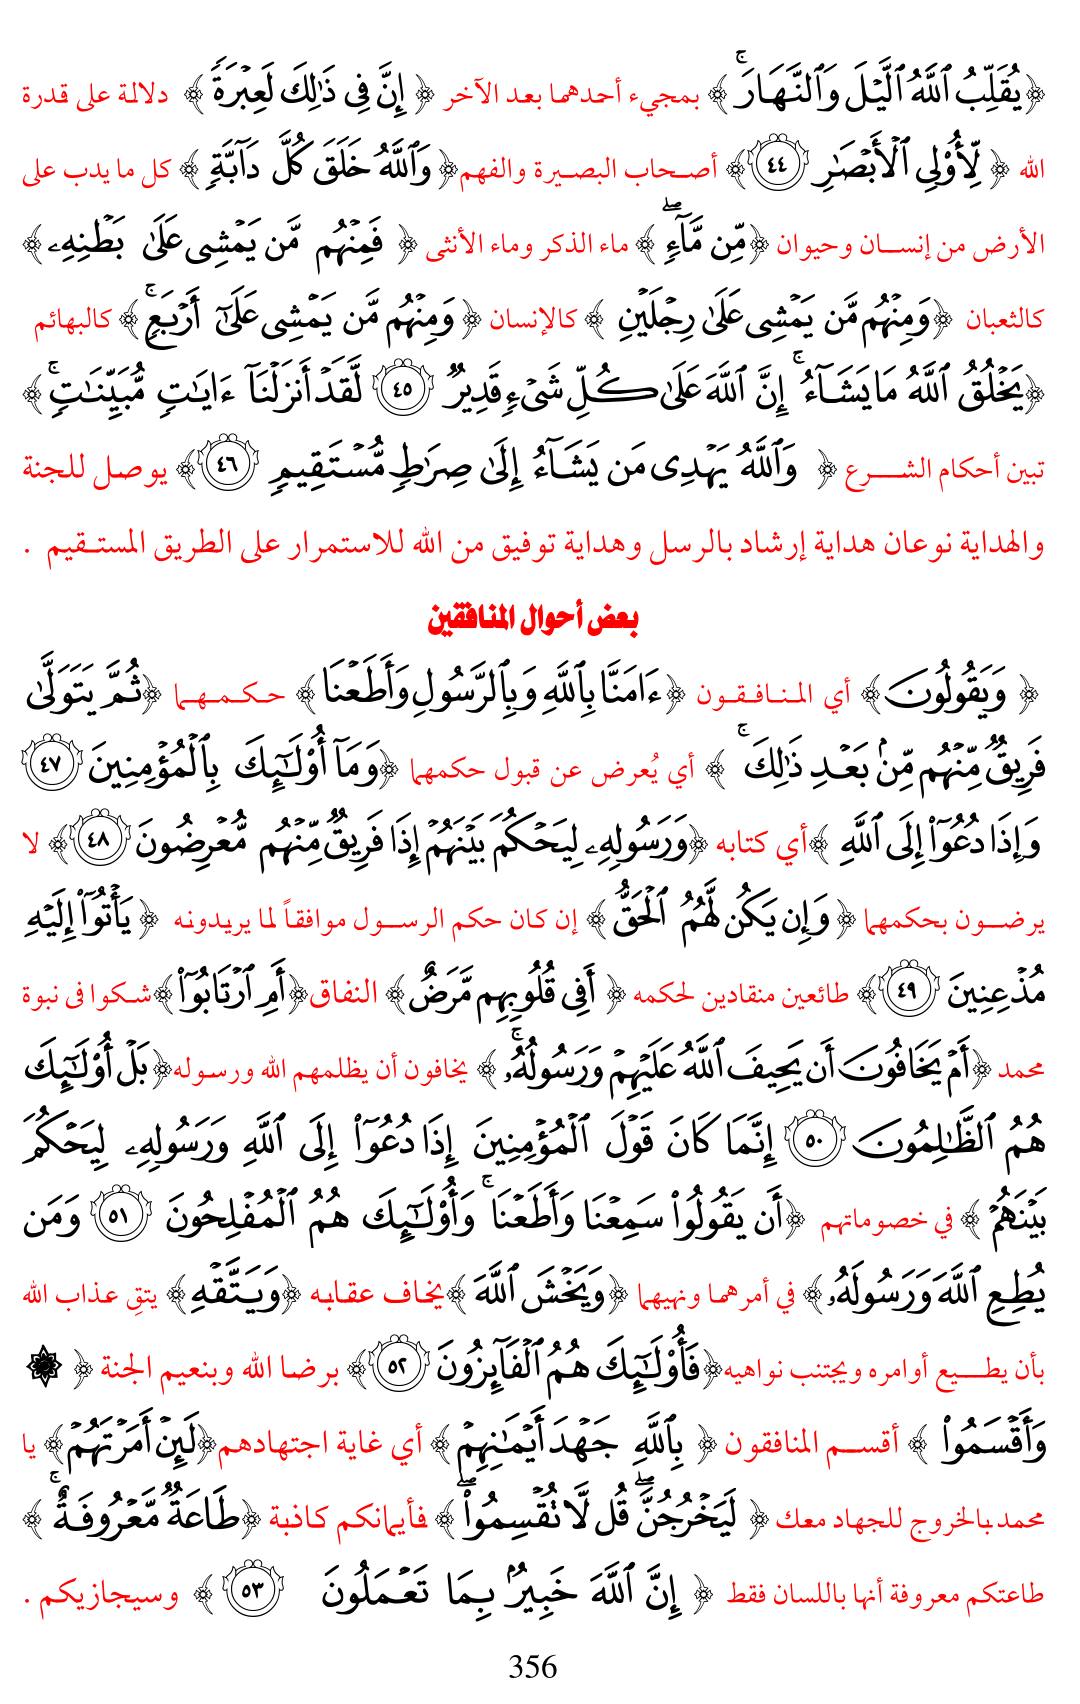 ﴿يُقَلِّبُ ٱللَّهُ ٱلَّيْلَ وَٱلنَّهَارَۚ ﴾ بمجيء أحدهما بعد الآخر ﴿ إِنَّ فِى ذَٰلِكَ لَعِبْرَةً ﴾ دلالة على قدرة
الله ﴿ لِّأُو۟لِى ٱلْأَبْصَٰرِ ٤٤ ﴾ أصحاب البصيرة والفهم ﴿ وَٱللَّهُ خَلَقَ كُلَّ دَآبَّةٍ ﴾ كل ما يدب على
الأرض من إنسان وحيوان ﴿مِّن مَّآءٍۖ ﴾ ماء الذكر وماء الأنثى ﴿ فَمِنْهُم مَّن يَمْشِى عَلَىٰ بَطْنِهِۦ ﴾
كالثعبان ﴿وَمِنْهُم مَّن يَمْشِى عَلَىٰ رِجْلَيْنِ ﴾ كالإنسان ﴿ وَمِنْهُم مَّن يَمْشِى عَلَىٰٓ أَرْبَعٍۚ ﴾ كالبهائم
﴿يَخْلُقُ ٱللَّهُ مَا يَشَآءُۚ إِنَّ ٱللَّهَ عَلَىٰ كُلِّ شَىْءٍ قَدِيرٌ ٤٥ لَّقَدْ أَنزَلْنَآ ءَايَٰتٍ مُّبَيِّنَٰتٍۚ ﴾
تبين أحكام الشرع ﴿ وَٱللَّهُ يَهْدِى مَن يَشَآءُ إِلَىٰ صِرَٰطٍ مُّسْتَقِيمٍ ٤٦ ﴾ يوصل للجنة
والهداية نوعان هداية إرشاد بالرسل وهداية توفيق من الله للاستمرار على الطريق المستقيم .
بعض أحوال المنافقين
﴿ وَيَقُولُونَ ﴾ أي المنافقون ﴿ءَامَنَّا بِٱللَّهِ وَبِٱلرَّسُولِ وَأَطَعْنَا ﴾ حكمهما ﴿ثُمَّ يَتَوَلَّىٰ
فَرِيقٌ مِّنْهُم مِّنۢ بَعْدِ ذَٰلِكَۚ ﴾ أي يُعرض عن قبول حكمهما ﴿وَمَآ أُو۟لَٰٓئِكَ بِٱلْمُؤْمِنِينَ ٤٧
وَإِذَا دُعُوٓا۟ إِلَى ٱللَّهِ ﴾أي كتابه ﴿وَرَسُولِهِۦ لِيَحْكُمَ بَيْنَهُمْ إِذَا فَرِيقٌ مِّنْهُم مُّعْرِضُونَ ٤٨ ﴾ لا
يرضون بحكمهما ﴿ وَإِن يَكُن لَّهُمُ ٱلْحَقُّ ﴾ إن كان حكم الرسول موافقاً لما يريدونه ﴿ يَأْتُوٓا۟ إِلَيْهِ
مُذْعِنِينَ ٤٩ ﴾ طائعين منقادين لحكمه ﴿ أَفِى قُلُوبِهِم مَّرَضٌ ﴾ النفاق ﴿أَمِ ٱرْتَابُوٓا۟ ﴾شكوا فى نبوة
محمد ﴿أَمْ يَخَافُونَ أَن يَحِيفَ ٱللَّهُ عَلَيْهِمْ وَرَسُولُهُۥۚ ﴾ يخافون أن يظلمهم الله ورسوله ﴿بَلْ أُو۟لَٰٓئِكَ
هُمُ ٱلظَّٰلِمُونَ ٥٠ إِنَّمَا كَانَ قَوْلَ ٱلْمُؤْمِنِينَ إِذَا دُعُوٓا۟ إِلَى ٱللَّهِ وَرَسُولِهِۦ لِيَحْكُمَ
بَيْنَهُمْ ﴾ في خصوماتهم ﴿أَن يَقُولُوا۟ سَمِعْنَا وَأَطَعْنَاۚ وَأُو۟لَٰٓئِكَ هُمُ ٱلْمُفْلِحُونَ ٥١ وَمَن
يُطِعِ ٱللَّهَ وَرَسُولَهُۥ ﴾ في أمرهما ونهيهما ﴿وَيَخْشَ ٱللَّهَ ﴾يخاف عقابه ﴿وَيَتَّقْهِ ﴾ يتقِ عذاب الله
بأن يطيع أوامره ويجتنب نواهيه ﴿فَأُو۟لَٰٓئِكَ هُمُ ٱلْفَآئِزُونَ ٥٢ ﴾ برضا الله وبنعيم الجنة ﴿ ۞
وَأَقْسَمُوا۟ ﴾ أقسم المنافقون ﴿ بِٱللَّهِ جَهْدَ أَيْمَٰنِهِمْ ﴾ أي غاية اجتهادهم ﴿لَئِنْ أَمَرْتَهُمْ ﴾ يا
محمد بالخروج للجهاد معك ﴿ لَيَخْرُجُنَّۖ قُل لَّا تُقْسِمُوا۟ۖ ﴾ فأيمانكم كاذبة ﴿طَاعَةٌ مَّعْرُوفَةٌۚ ﴾
طاعتكم معروفة أنها باللسان فقط ﴿ إِنَّ ٱللَّهَ خَبِيرٌۢ بِمَا تَعْمَلُونَ ٥٣ ﴾ وسيجازيكم .
356